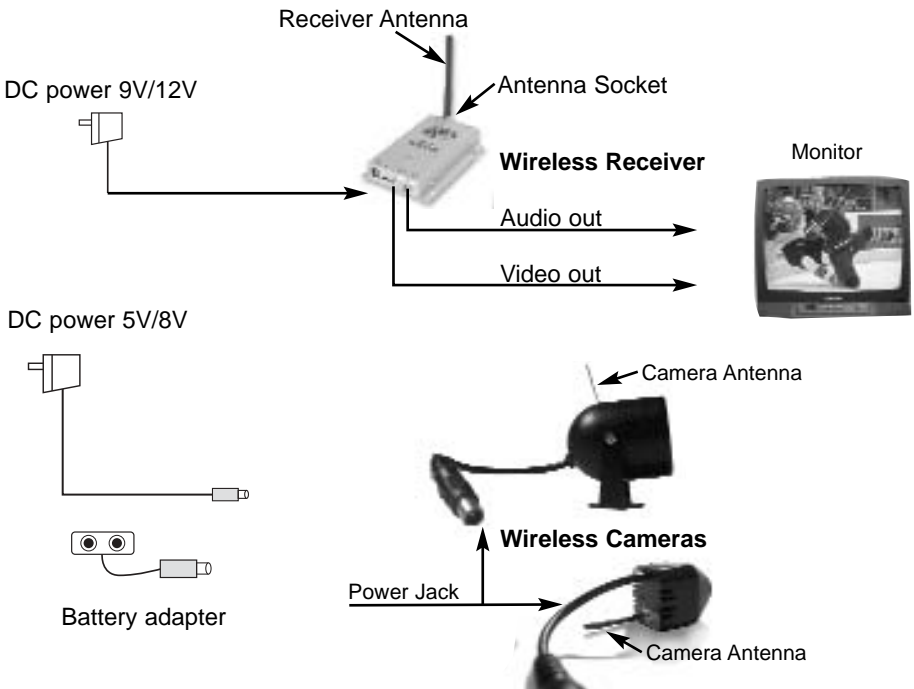 Receiver Antenna
DC power 9V/12V
Antenna Socket
Wireless Receiver
Monitor
Audio out
Video out
DC power 5V/8V
Camera Antenna
Wireless Cameras
Power Jack
Battery adapter
Camera Antenna